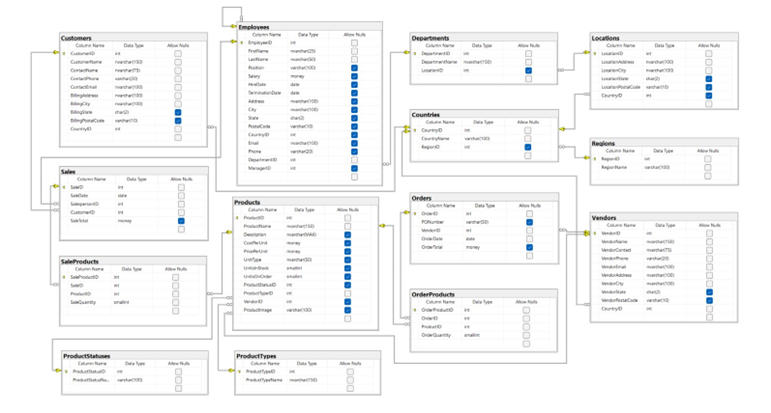 Customers
Column Name Data Type Allow Nulls
CustomerID int
CustomerName nvarchar(150)
ContactName nvarchar(75)
ContactPhone varchar(20)
ContactEmail nvarchar(100)
BillingAddress nvarchar(100)
BillingCity nvarchar(100)
BillingState char(2)
BillingPostalCode varchar(10)
CountryID int
Employees
Column Name Data Type Allow Nulls
EmployeeID int
FirstName nvarchar(25)
LastName nvarchar(50)
Position varchar(100)
Salary money
HireDate date
TerminationDate date
Address nvarchar(100)
City nvarchar(100)
State char(2)
PostalCode varchar(10)
CountryID int
Email nvarchar(100)
Phone varchar(20)
DepartmentID int
ManagerID int
Departments
Column Name Data Type Allow Nulls
DepartmentID int
DepartmentName nvarchar(150)
LocationID int
Locations
Column Name Data Type Allow Nulls
LocationID int
LocationAddress nvarchar(100)
LocationCity nvarchar(100)
LocationState char(2)
LocationPostalCode varchar(10)
CountryID int
Countries
Column Name Data Type Allow Nulls
CountryID int
CountryName nvarchar(100)
RegionID int
Regions
Column Name Data Type Allow Nulls
RegionID int
RegionName nvarchar(100)
Sales
Column Name Data Type Allow Nulls
SaleID int
SaleDate date
SalespersonID int
CustomerID int
SaleTotal money
Products
Column Name Data Type Allow Nulls
ProductID int
ProductName nvarchar(150)
Description nvarchar(MAX)
CostPerUnit money
PricePerUnit money
UnitType nvarchar(50)
UnitsInStock smallint
UnitsOnOrder smallint
ProductStatusID int
ProductTypeID int
VendorID int
ProductImage varchar(100)
Orders
Column Name Data Type Allow Nulls
OrderID int
PONumber varchar(50)
VendorID int
OrderDate date
OrderTotal money
Vendors
Column Name Data Type Allow Nulls
VendorID int
VendorName nvarchar(150)
VendorContact nvarchar(75)
VendorPhone varchar(20)
VendorEmail nvarchar(100)
VendorAddress nvarchar(100)
VendorCity nvarchar(100)
VendorState char(2)
VendorPostalCode varchar(10)
CountryID int
SaleProducts
Column Name Data Type Allow Nulls
SaleProductID int
SaleID int
ProductID int
SaleQuantity smallint
OrderProducts
Column Name Data Type Allow Nulls
OrderProductID int
OrderID int
ProductID int
OrderQuantity smallint
ProductStatuses
Column Name Data Type Allow Nulls
ProductStatusID int
ProductStatusNa... varchar(100)
ProductTypes
Column Name Data Type Allow Nulls
ProductTypeID int
ProductTypeName nvarchar(150)